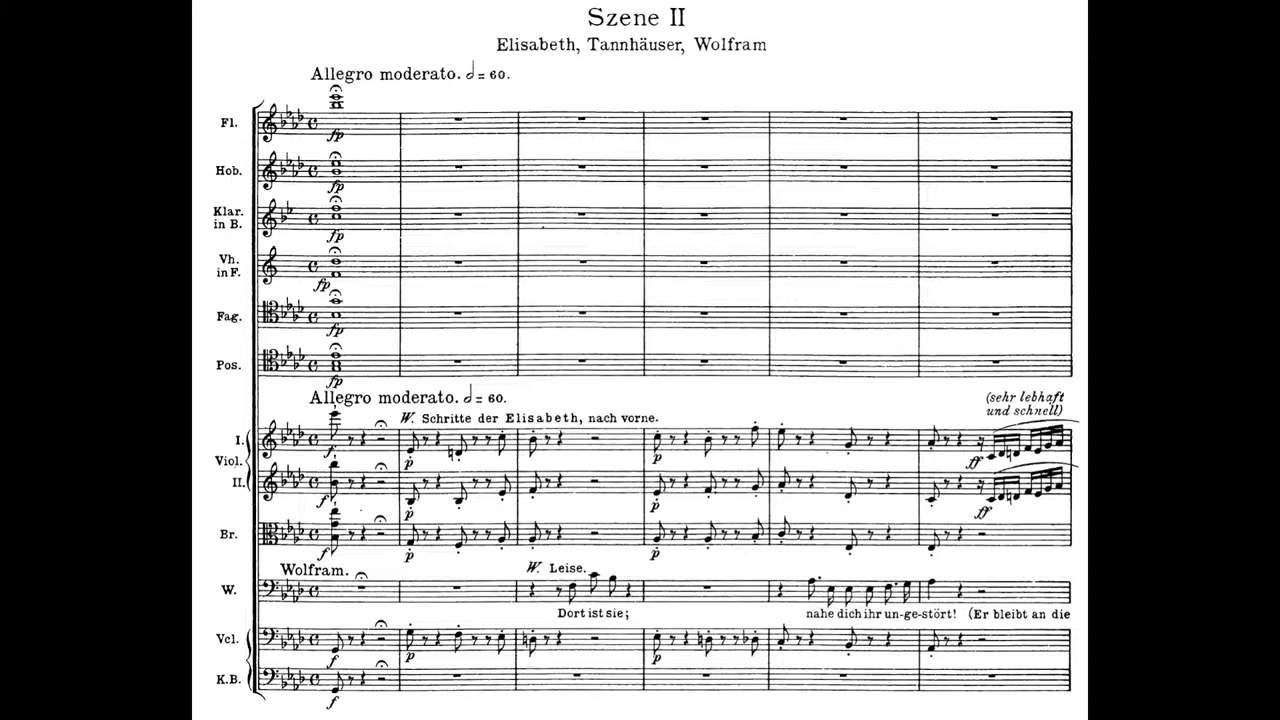 Szene II
Elisabeth, Tannhäuser, Wolfram
Allegro moderato. 𝅗𝅥 = 60.
Fl.
fp
Hob.
fp
Klar.
in B.
fp
Vh.
in F.
fp
Fag.
fp
Pos.
fp
Allegro moderato. 𝅗𝅥 = 60.
(sehr lebhaft
und schnell)
W. Schritte der Elisabeth, nach vorne.
I.
f
p
p
ff
Viol.
II.
f
p
p
ff
Br.
f
p
p
Wolfram.
W. Leise.
W.
Dort ist sie; nahe dich ihr un-ge-stört! (Er bleibt an die
Vcl.
f
p
p
K.B.
f